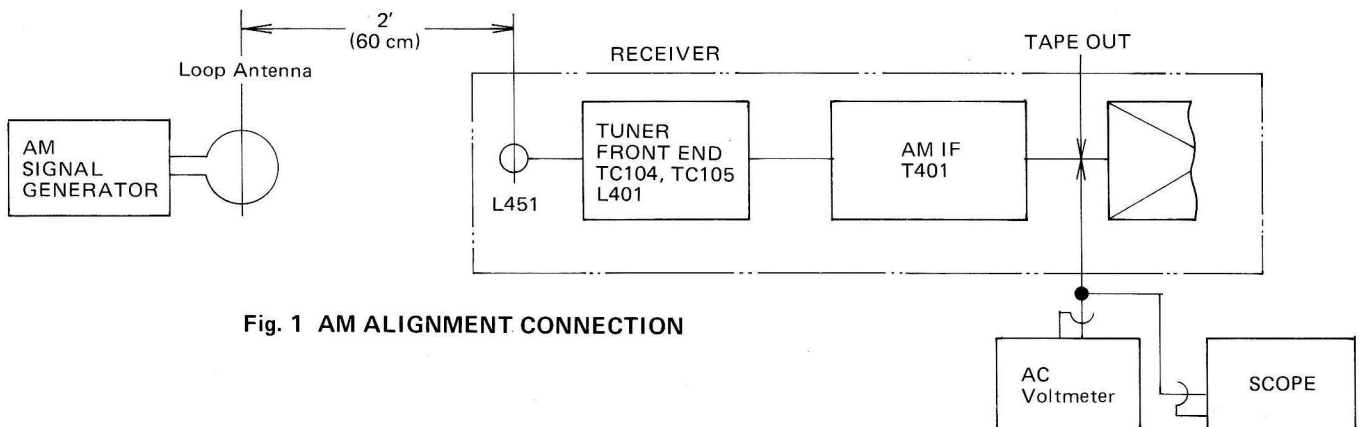 2'
(60 cm)
Loop Antenna
RECEIVER
TAPE OUT
AM
SIGNAL
GENERATOR
L451
TUNER
FRONT END
TC104, TC105
L401
AM IF
T401
Fig. 1 AM ALIGNMENT CONNECTION
AC
Voltmeter
SCOPE